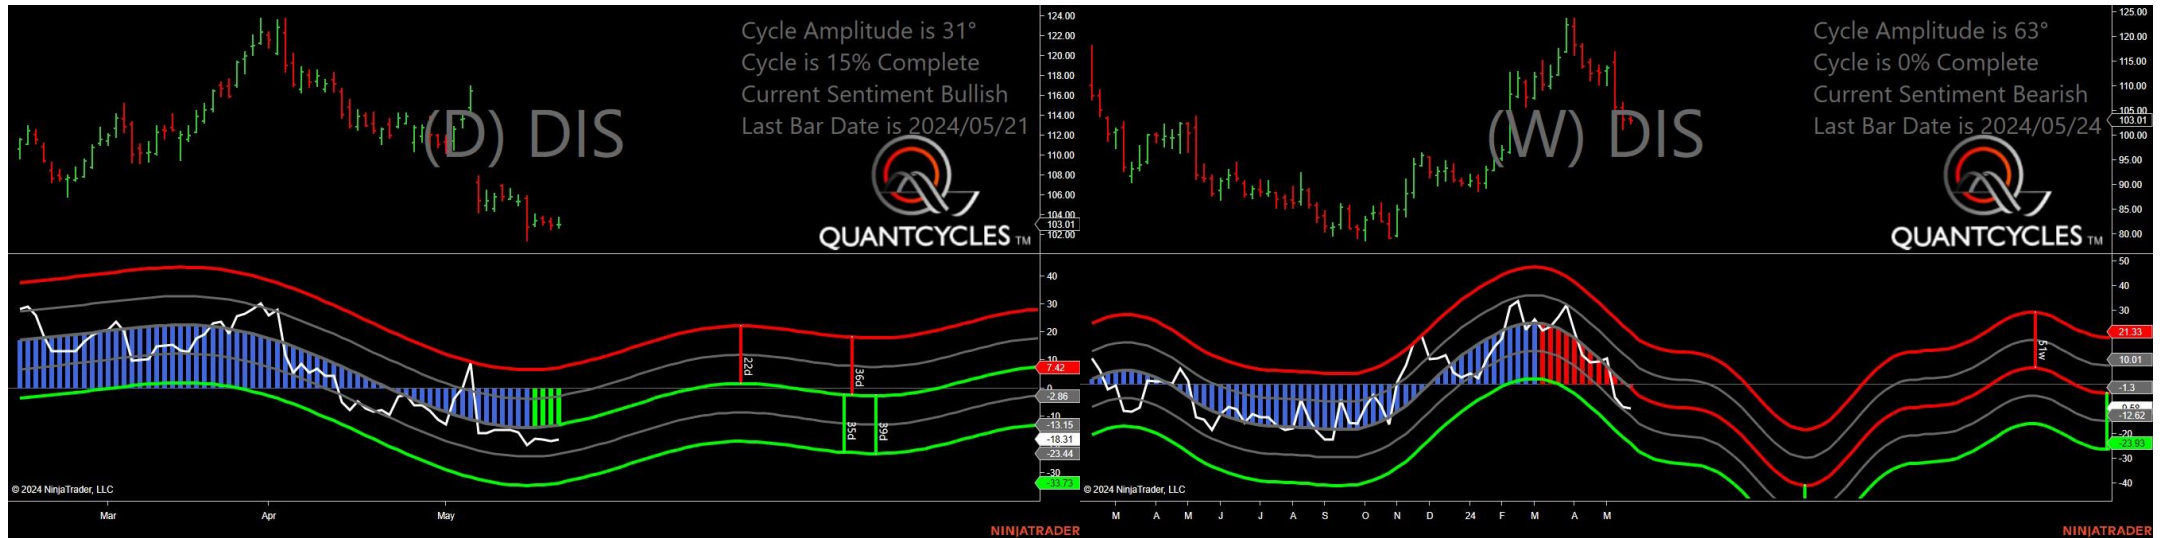 Cycle Amplitude is 31°
Cycle is 15% Complete
Current Sentiment Bullish
Last Bar Date is 2024/05/21
(D) DIS
QUANTCYCLES TM
124.00
122.00
120.00
118.00
116.00
114.00
112.00
110.00
108.00
106.00
104.00
103.01
102.00
40
30
20
10
7.42
0
-2.86
-10
-13.15
-18.31
-23.44
-30
-33.73
22d
36d
35d
39d
© 2024 NinjaTrader, LLC
Mar Apr May
NINJATRADER
Cycle Amplitude is 63°
Cycle is 0% Complete
Current Sentiment Bearish
Last Bar Date is 2024/05/24
(W) DIS
QUANTCYCLES TM
125.00
120.00
115.00
110.00
105.00
103.01
100.00
95.00
90.00
85.00
80.00
50
40
30
21.33
10.01
-1.3
-12.62
-20
-23.93
-30
-40
51w
© 2024 NinjaTrader, LLC
M A M J J A S O N D 24 F M A M
NINJATRADER